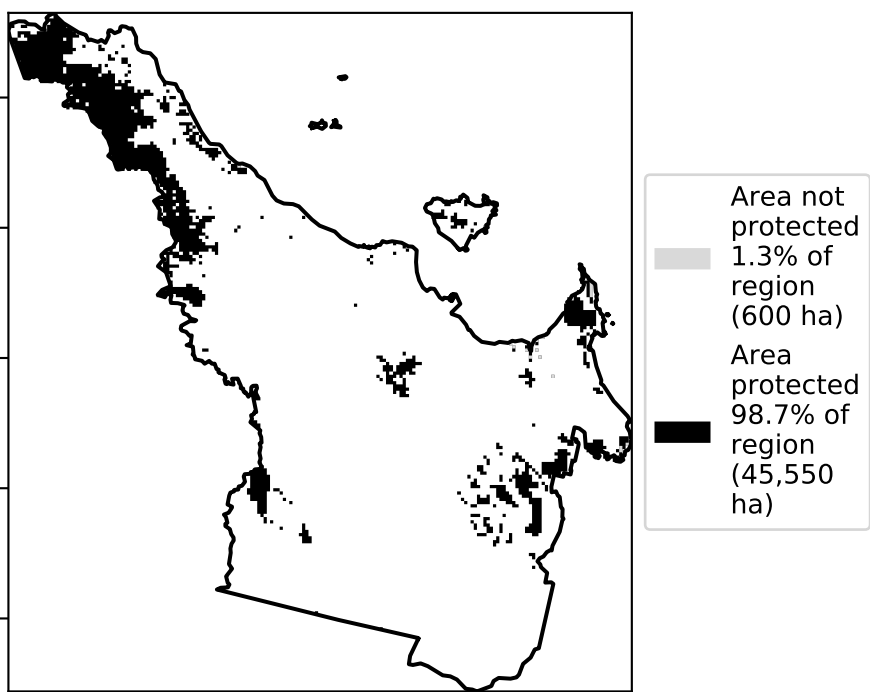 Area not
protected
1.3% of
region
(600 ha)
Area
protected
98.7% of
region
(45,550
ha)